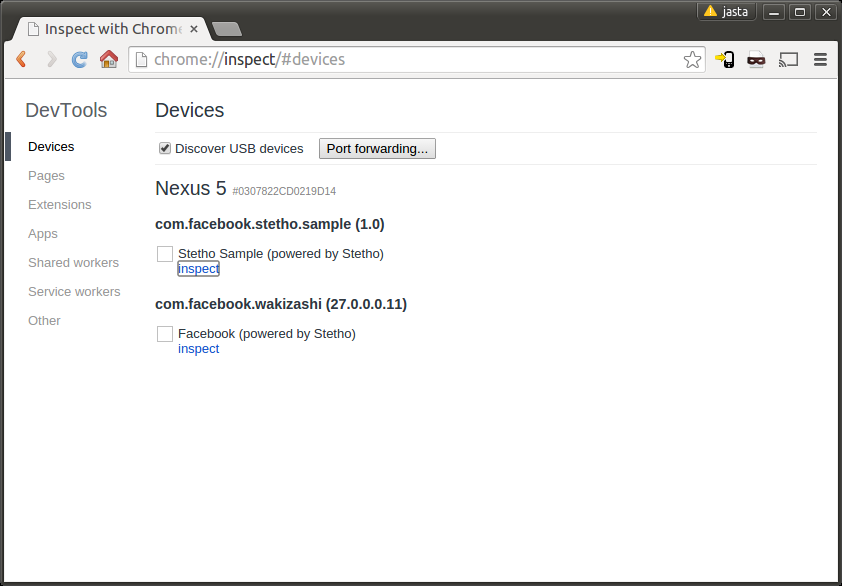 jasta
Inspect with Chrome
chrome://inspect/#devices
DevTools
Devices
Pages
Extensions
Apps
Shared workers
Service workers
Other
Devices
Discover USB devices
Port forwarding...
Nexus 5 #0307822CD0219D14
com.facebook.stetho.sample (1.0)
Stetho Sample (powered by Stetho)
inspect
com.facebook.wakizashi (27.0.0.0.11)
Facebook (powered by Stetho)
inspect